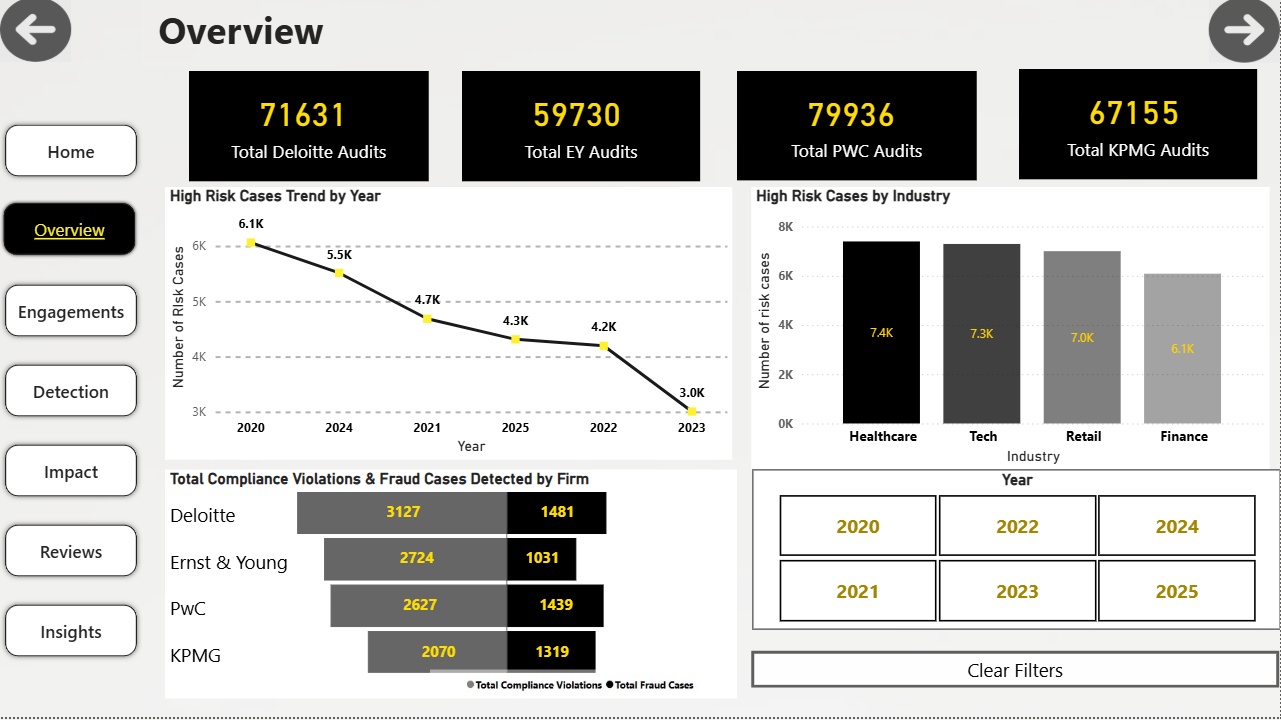 Overview
71631
Total Deloitte Audits
59730
Total EY Audits
79936
Total PWC Audits
67155
Total KPMG Audits
Home
Overview
Engagements
Detection
Impact
Reviews
Insights
High Risk Cases Trend by Year
Number of RIsk Cases
6K
5K
4K
3K
6.1K
5.5K
4.7K
4.3K
4.2K
3.0K
2020 2024 2021 2025 2022 2023
Year
High Risk Cases by Industry
Number of risk cases
8K
6K
4K
2K
0K
7.4K
7.3K
7.0K
6.1K
Healthcare Tech Retail Finance
Industry
Total Compliance Violations & Fraud Cases Detected by Firm
Deloitte 3127 1481
Ernst & Young 2724 1031
PwC 2627 1439
KPMG 2070 1319
Total Compliance Violations Total Fraud Cases
Year
2020 2022 2024
2021 2023 2025
Clear Filters